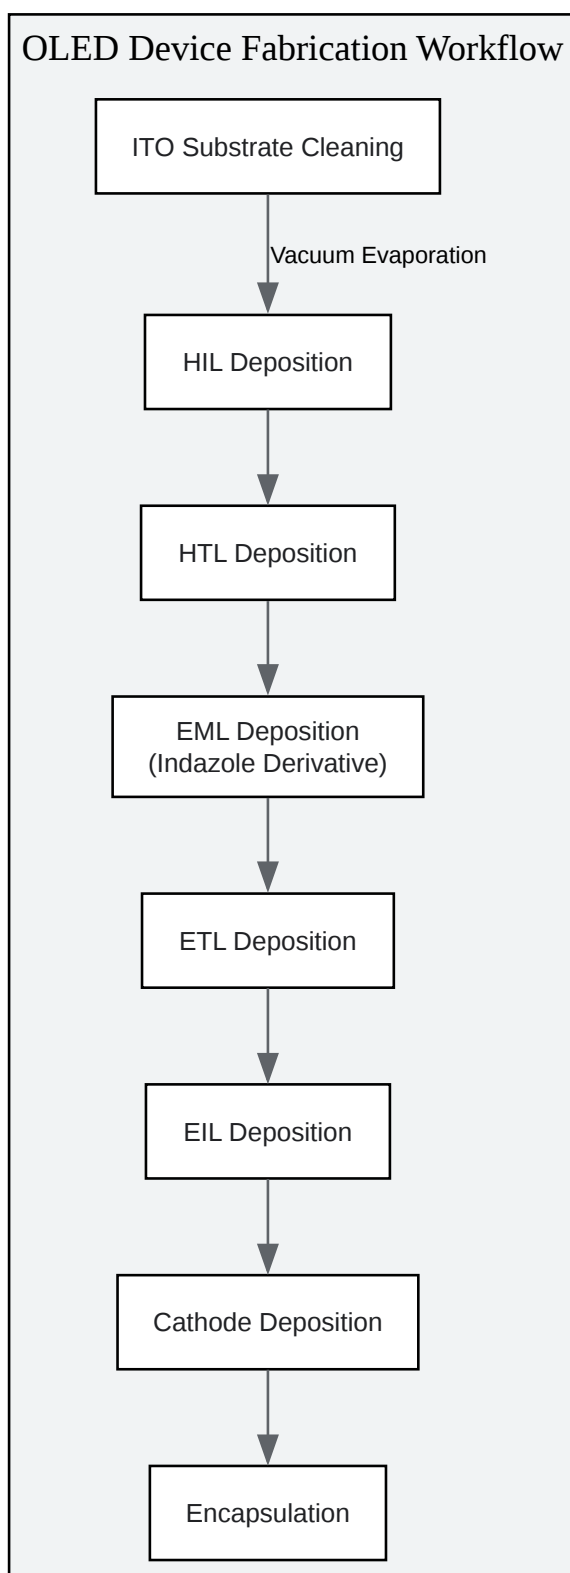 OLED Device Fabrication Workflow
ITO Substrate Cleaning
Vacuum Evaporation
HIL Deposition
HTL Deposition
EML Deposition
(Indazole Derivative)
ETL Deposition
EIL Deposition
Cathode Deposition
Encapsulation